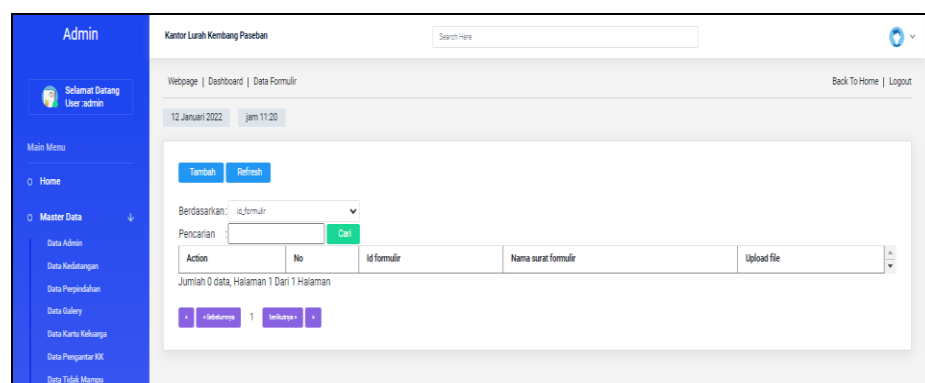 Admin
Selamat Datang
User :admin
Main Menu
Home
Master Data
Data Admin
Data Kedatangan
Data Perpindahan
Data Galery
Data Kartu Keluarga
Data Pengantar KK
Data Tidak Mampu
Kantor Lurah Kembang Paseban
Search Here
Webpage | Dashboard | Data Formulir
Back To Home | Logout
12 Januari 2022 jam 11:20
Tambah Refresh
Berdasarkan: id_formulir
Pencarian : Cari
Action No Id formulir Nama surat formulir Upload file
Jumlah 0 data, Halaman 1 Dari 1 Halaman
« «Sebelumnya 1 berikutnya» »